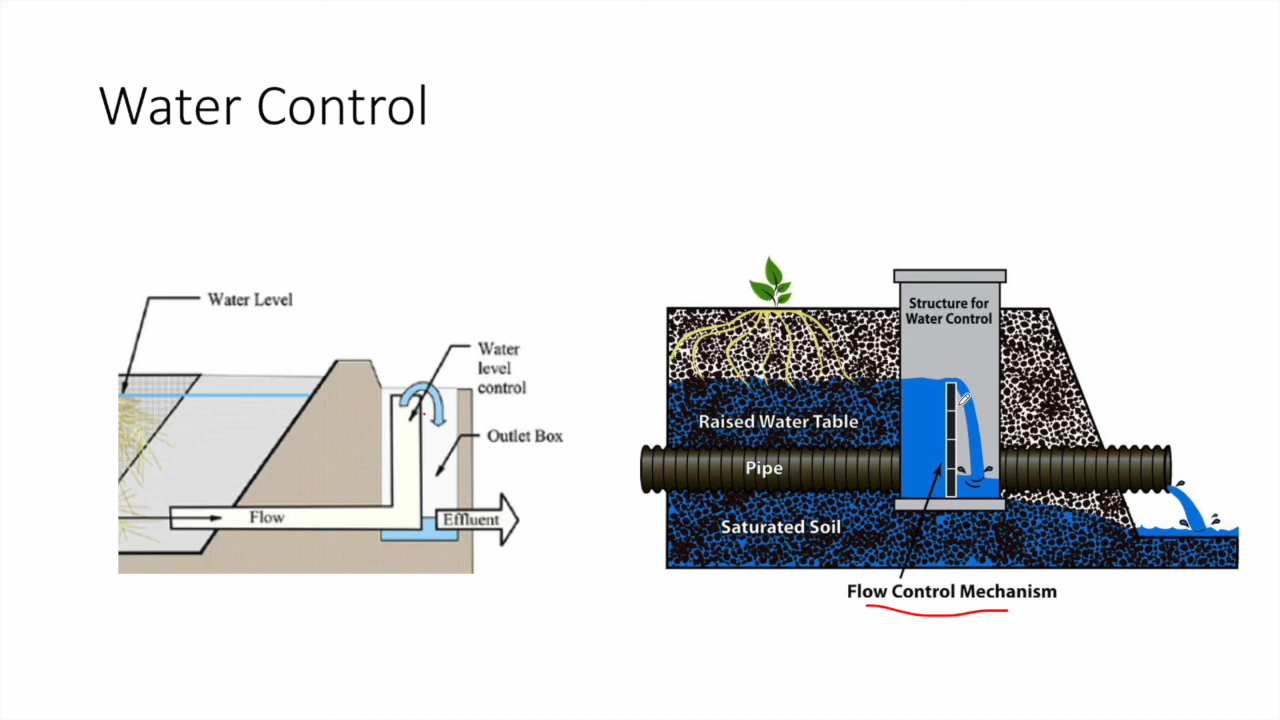 Water Control
Water Level
Water
level
control
Outlet Box
Flow
Effluent
Structure for
Water Control
Raised Water Table
Pipe
Saturated Soil
Flow Control Mechanism